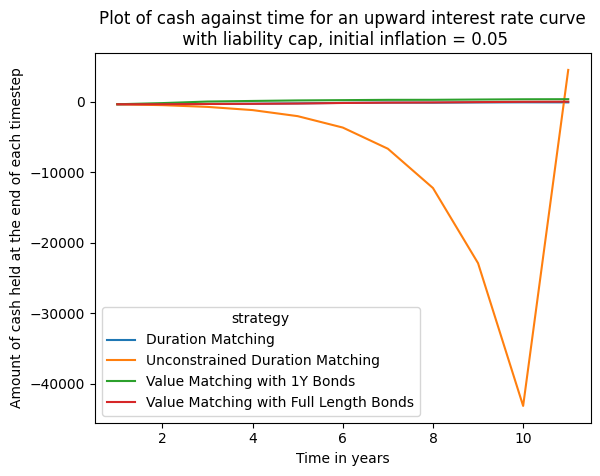 Plot of cash against time for an upward interest rate curve
with liability cap, initial inflation = 0.05
Amount of cash held at the end of each timestep
0
−10000
−20000
−30000
−40000
strategy
Duration Matching
Unconstrained Duration Matching
Value Matching with 1Y Bonds
Value Matching with Full Length Bonds
2
4
6
8
10
Time in years